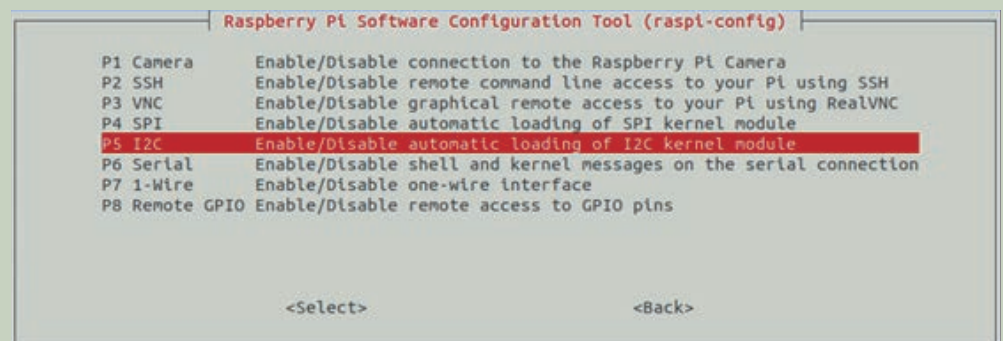 Raspberry Pi Software Configuration Tool (raspi-config)
P1 Camera Enable/Disable connection to the Raspberry Pi Camera
P2 SSH Enable/Disable remote command line access to your Pi using SSH
P3 VNC Enable/Disable graphical remote access to your Pi using RealVNC
P4 SPI Enable/Disable automatic loading of SPI kernel module
P5 I2C Enable/Disable automatic loading of I2C kernel module
P6 Serial Enable/Disable shell and kernel messages on the serial connection
P7 1-Wire Enable/Disable one-wire interface
P8 Remote GPIO Enable/Disable remote access to GPIO pins
<Select> <Back>